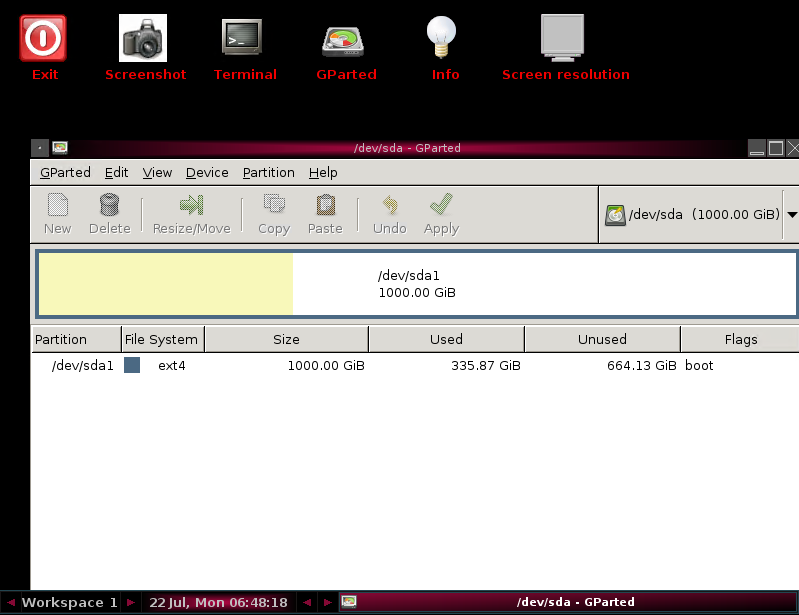 Exit Screenshot Terminal GParted Info Screen resolution
/dev/sda - GParted
GParted Edit View Device Partition Help
New Delete Resize/Move Copy Paste Undo Apply /dev/sda (1000.00 GiB)
/dev/sda1
1000.00 GiB
Partition File System Size Used Unused Flags
/dev/sda1 ext4 1000.00 GiB 335.87 GiB 664.13 GiB boot
Workspace 1 22 Jul, Mon 06:48:18 /dev/sda - GParted